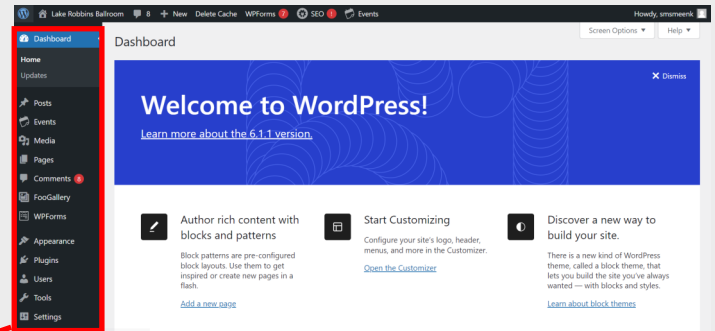 Lake Robbins Ballroom 8 + New Delete Cache WPForms 7 SEO 1 Events Howdy, smsmeenk
Screen Options ▼ Help ▼
Dashboard
Home
Updates
Posts
Events
Media
Pages
Comments 8
FooGallery
WPForms
Appearance
Plugins
Users
Tools
Settings
Dashboard
Dismiss
Welcome to WordPress!
Learn more about the 6.1.1 version.
Author rich content with
blocks and patterns
Block patterns are pre-configured
block layouts. Use them to get
inspired or create new pages in a
flash.
Add a new page
Start Customizing
Configure your site's logo, header,
menus, and more in the Customizer.
Open the Customizer
Discover a new way to
build your site.
There is a new kind of WordPress
theme, called a block theme, that
lets you build the site you've always
wanted — with blocks and styles.
Learn about block themes